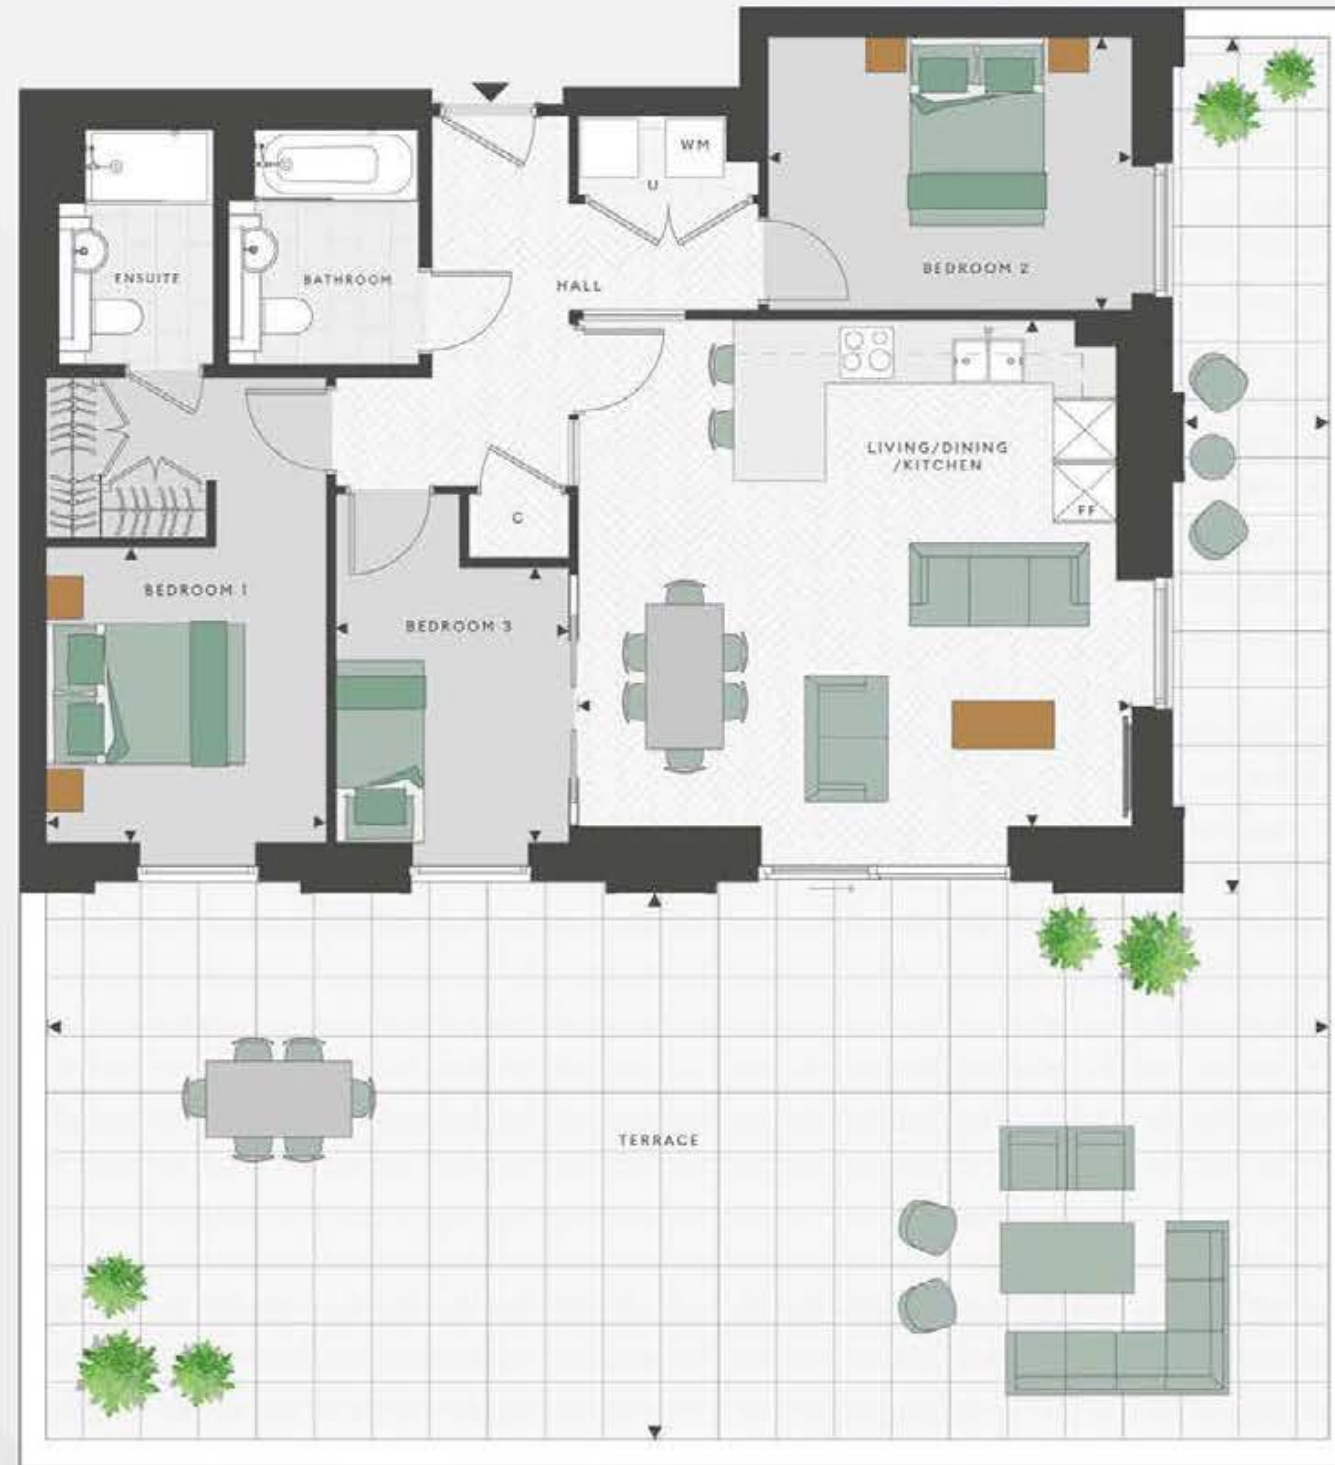 WM
U
BEDROOM 2
ENSUITE
BATHROOM
HALL
LIVING/DINING
/KITCHEN
FF
C
BEDROOM 1
BEDROOM 3
TERRACE